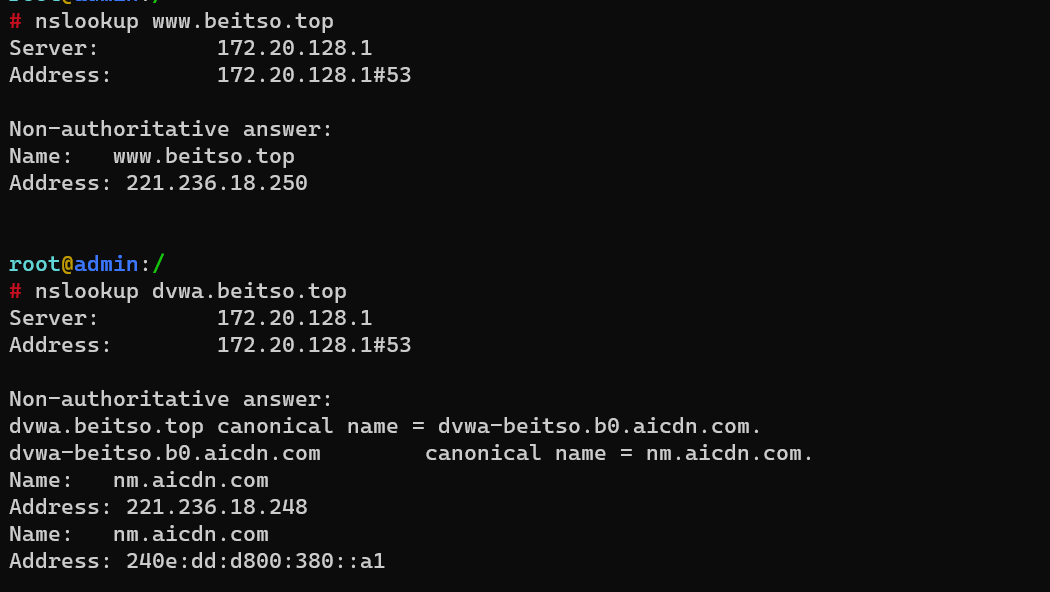 root@admin:/
# nslookup www.beitso.top
Server:         172.20.128.1
Address:        172.20.128.1#53
Non-authoritative answer:
Name:   www.beitso.top
Address: 221.236.18.250
root@admin:/
# nslookup dvwa.beitso.top
Server:         172.20.128.1
Address:        172.20.128.1#53
Non-authoritative answer:
dvwa.beitso.top canonical name = dvwa-beitso.b0.aicdn.com.
dvwa-beitso.b0.aicdn.com        canonical name = nm.aicdn.com.
Name:   nm.aicdn.com
Address: 221.236.18.248
Name:   nm.aicdn.com
Address: 240e:dd:d800:380::a1